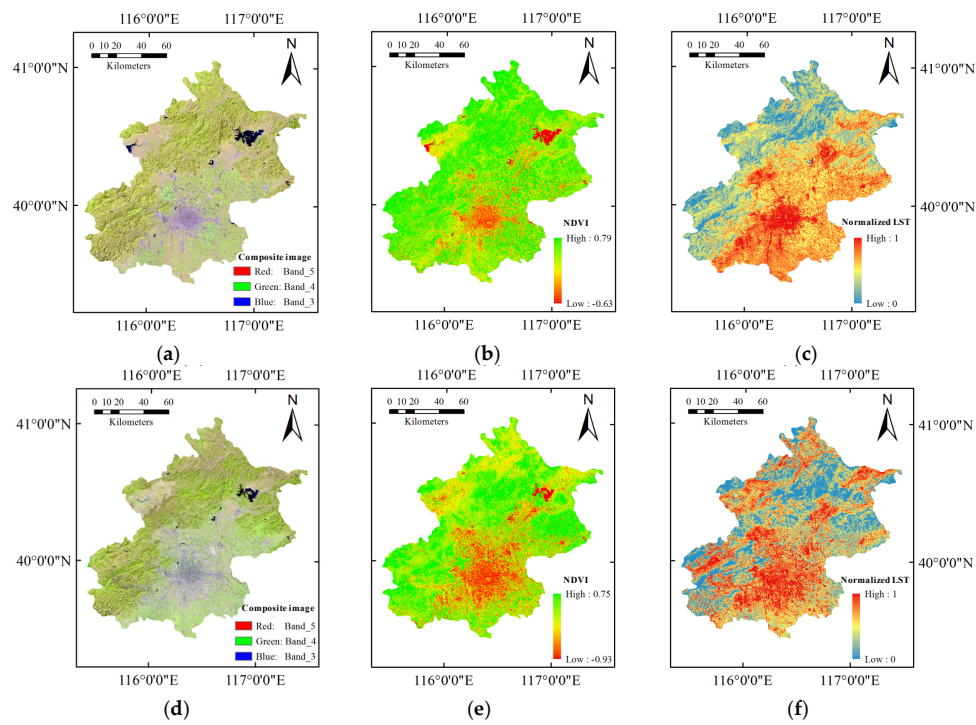 116°0'0"E 117°0'0"E
116°0'0"E 117°0'0"E
116°0'0"E 117°0'0"E
0 10 20 40 60
Kilometers
N
0 10 20 40 60
Kilometers
N
0 10 20 40 60
Kilometers
N
41°0'0"N
41°0'0"N
40°0'0"N
40°0'0"N
Composite image
Red: Band_5
Green: Band_4
Blue: Band_3
NDVI
High : 0.79
Low : -0.63
Normalized LST
High : 1
Low : 0
116°0'0"E 117°0'0"E
116°0'0"E 117°0'0"E
116°0'0"E 117°0'0"E
(a)
(b)
(c)
116°0'0"E 117°0'0"E
116°0'0"E 117°0'0"E
116°0'0"E 117°0'0"E
0 10 20 40 60
Kilometers
N
0 10 20 40 60
Kilometers
N
0 10 20 40 60
Kilometers
N
41°0'0"N
41°0'0"N
40°0'0"N
40°0'0"N
Composite image
Red: Band_5
Green: Band_4
Blue: Band_3
NDVI
High : 0.75
Low : -0.93
Normalized LST
High : 1
Low : 0
116°0'0"E 117°0'0"E
116°0'0"E 117°0'0"E
116°0'0"E 117°0'0"E
(d)
(e)
(f)